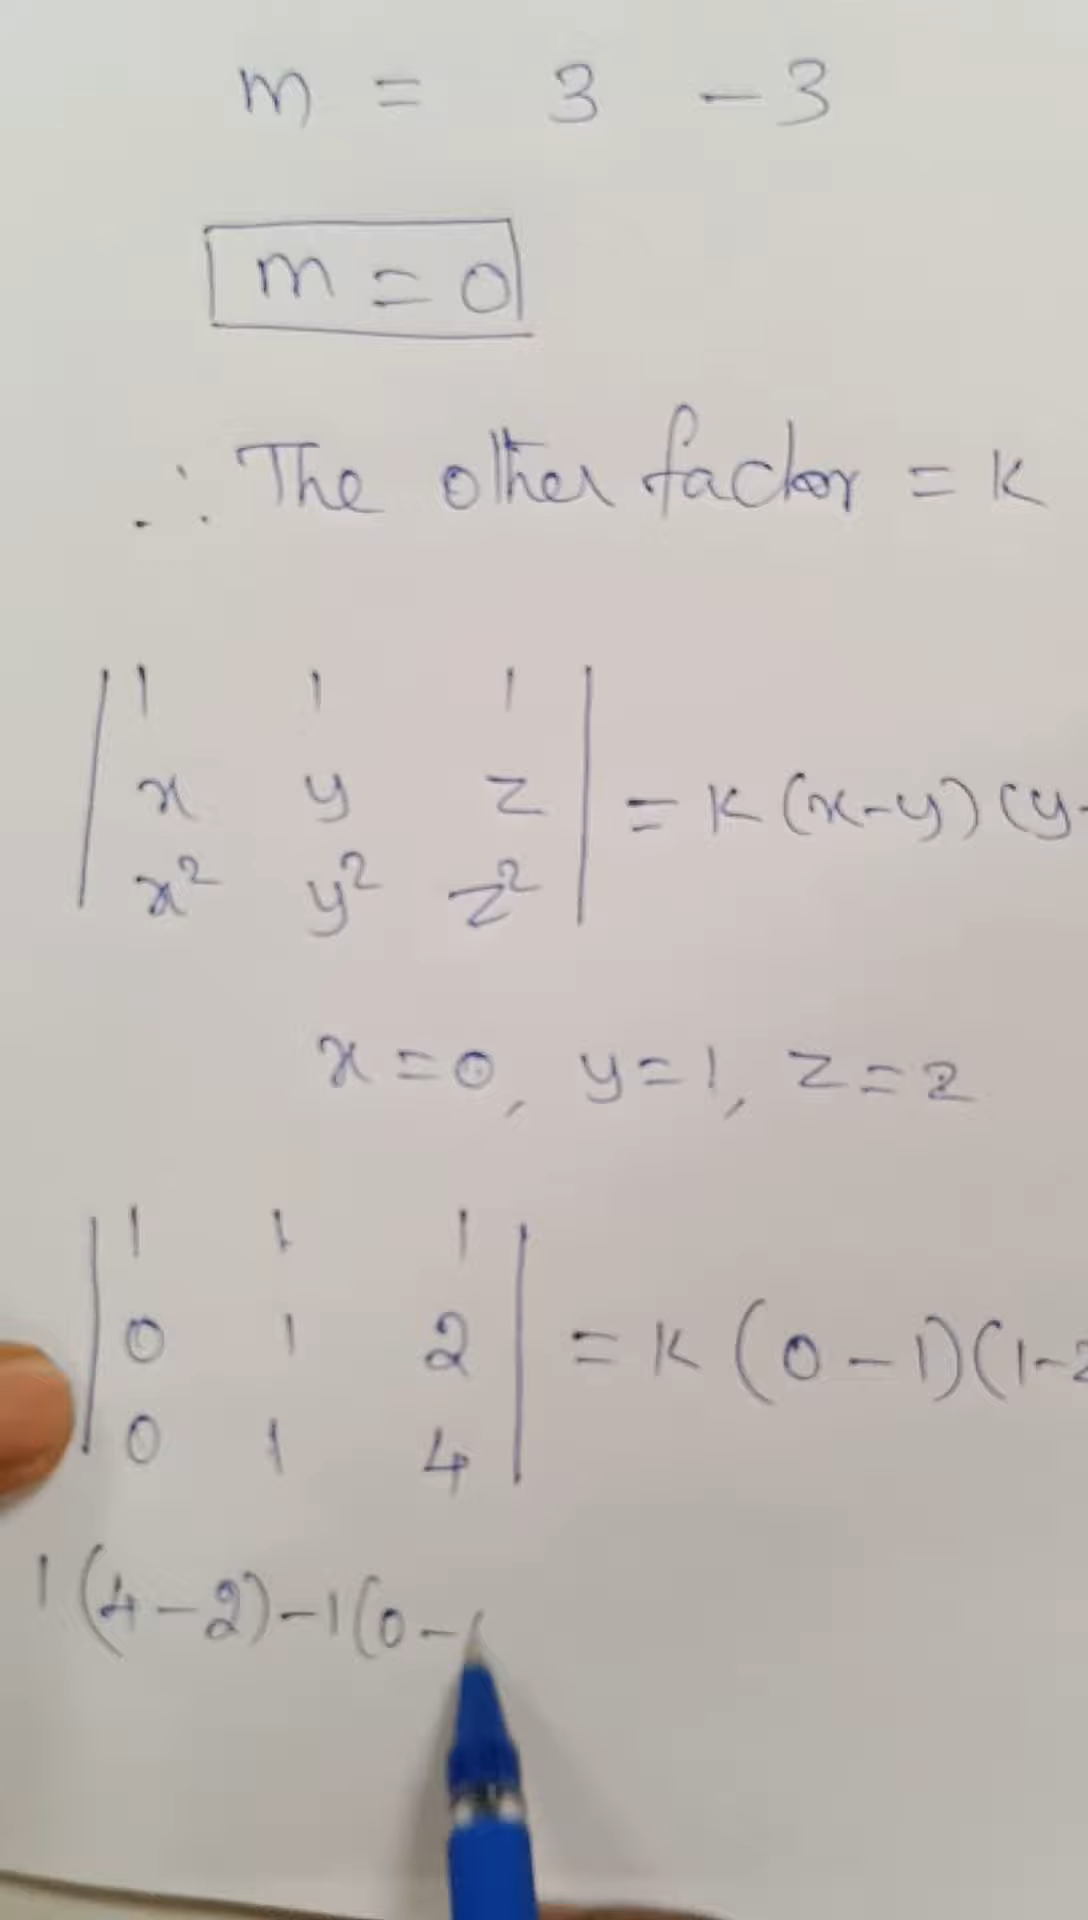 m = 3 - 3
m = 0
∴ The other factor = K
| 1 1 1 |
| x y z | = K (x-y) (y-
| x² y² z² |
x = 0, y = 1, z = 2
| 1 1 1 |
| 0 1 2 | = K (0-1)(1-2
| 0 1 4 |
1(4-2)-1(0-